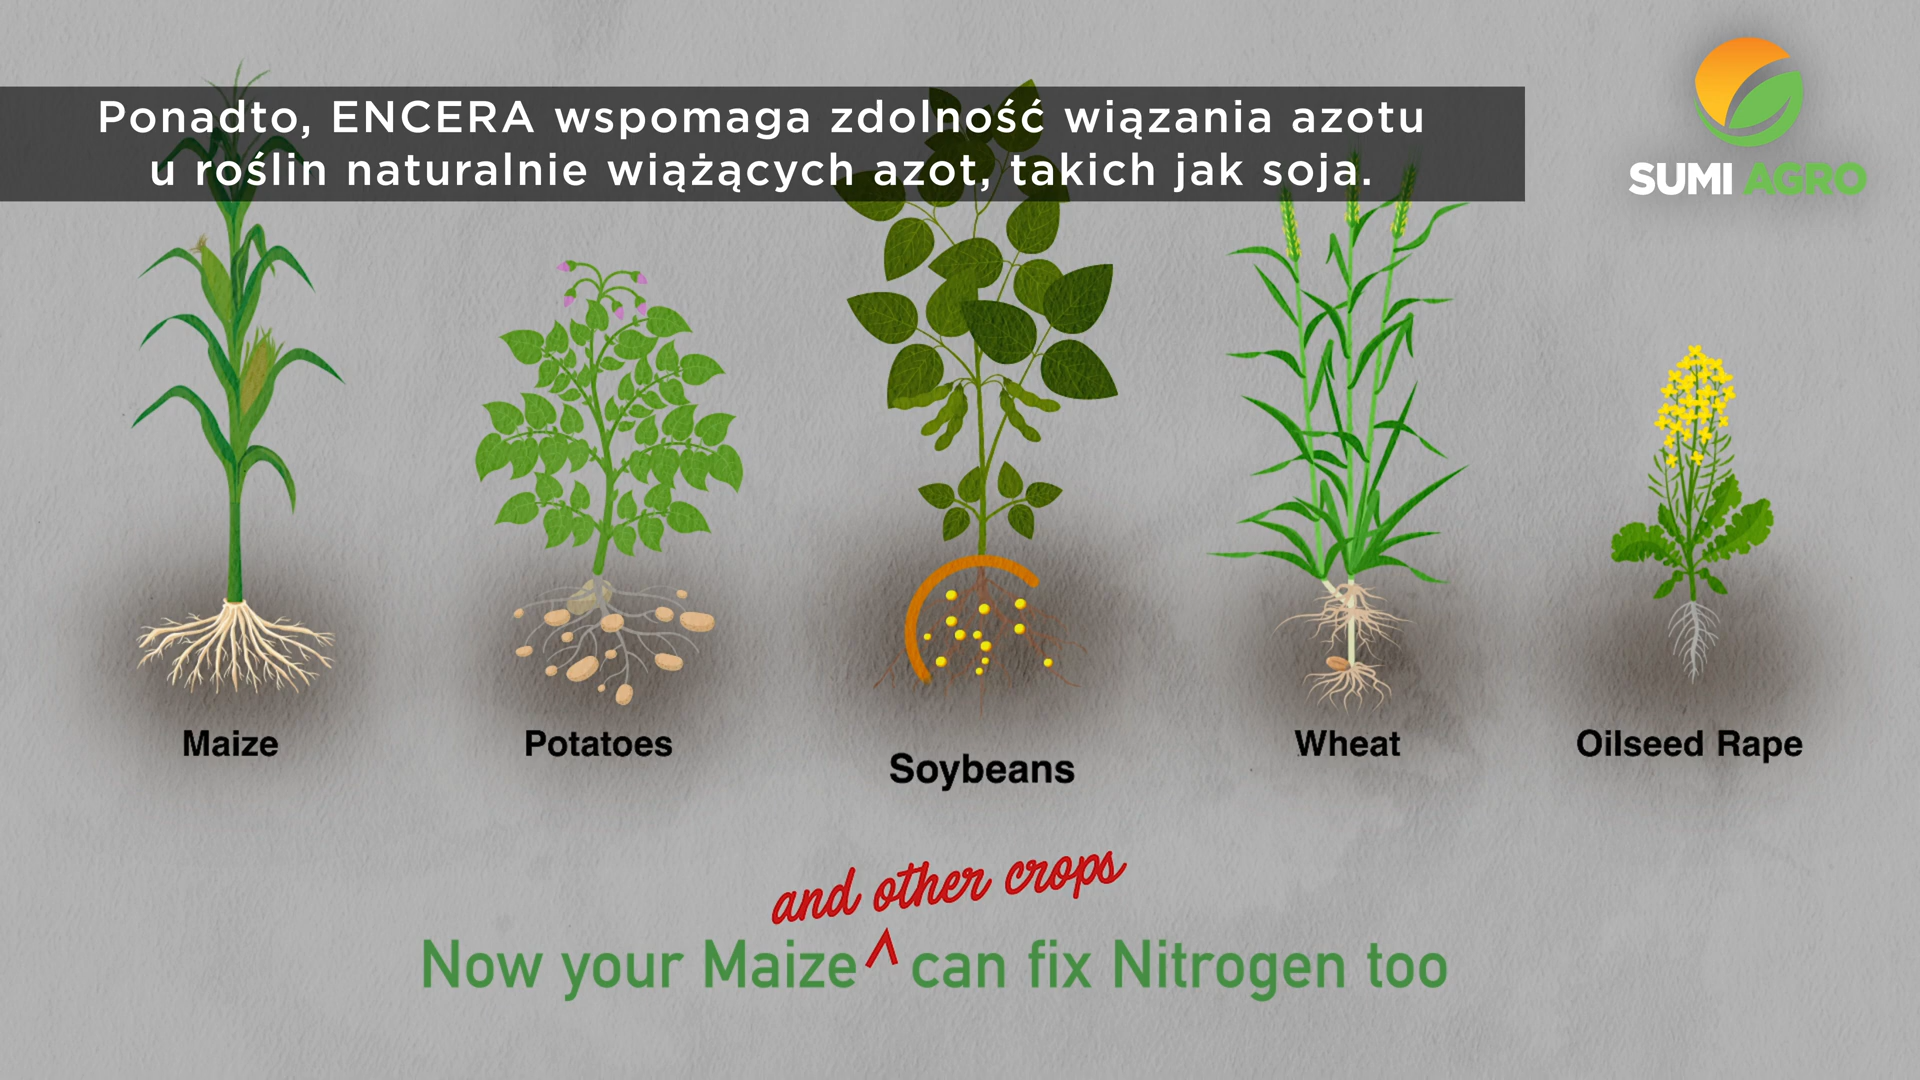 Ponadto, ENCERA wspomaga zdolność wiązania azotu
u roślin naturalnie wiążących azot, takich jak soja.
SUMI AGRO
Maize
Potatoes
Soybeans
Wheat
Oilseed Rape
and other crops
Now your Maize ^ can fix Nitrogen too